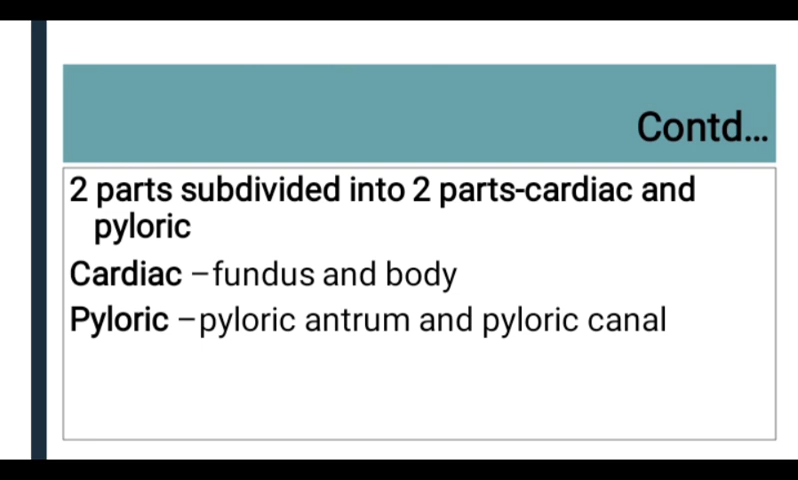 Contd...
2 parts subdivided into 2 parts-cardiac and
pyloric
Cardiac –fundus and body
Pyloric –pyloric antrum and pyloric canal